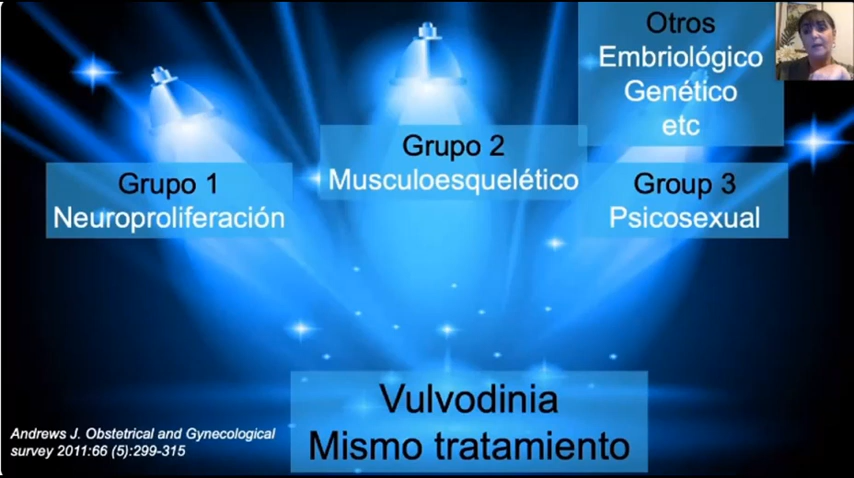 Otros
Embriológico
Genético
etc
Grupo 2
Musculoesquelético
Grupo 1
Neuroproliferación
Group 3
Psicosexual
Vulvodinia
Mismo tratamiento
Andrews J. Obstetrical and Gynecological
survey 2011:66 (5):299-315